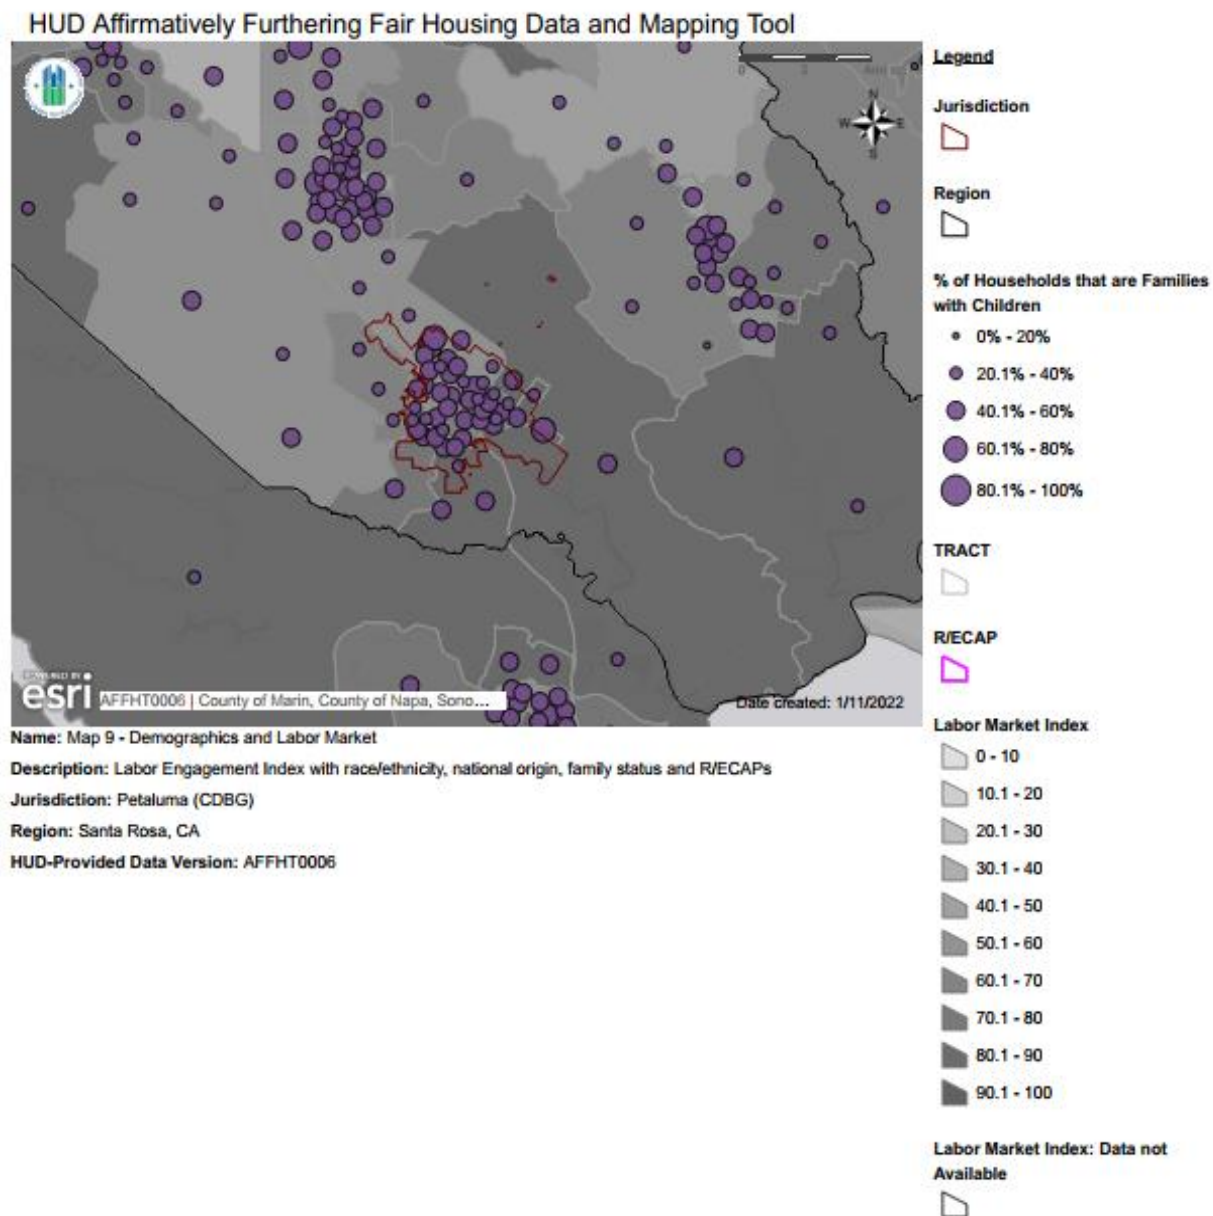 HUD Affirmatively Furthering Fair Housing Data and Mapping Tool
N
W
E
S
POWERED BY
esri
AFFHT0006 | County of Marin, County of Napa, Sono...
Date created: 1/11/2022
Name: Map 9 - Demographics and Labor Market
Description: Labor Engagement Index with race/ethnicity, national origin, family status and R/ECAPs
Jurisdiction: Petaluma (CDBG)
Region: Santa Rosa, CA
HUD-Provided Data Version: AFFHT0006
Legend
Jurisdiction
Region
% of Households that are Families
with Children
0% - 20%
20.1% - 40%
40.1% - 60%
60.1% - 80%
80.1% - 100%
TRACT
R/ECAP
Labor Market Index
0 - 10
10.1 - 20
20.1 - 30
30.1 - 40
40.1 - 50
50.1 - 60
60.1 - 70
70.1 - 80
80.1 - 90
90.1 - 100
Labor Market Index: Data not
Available